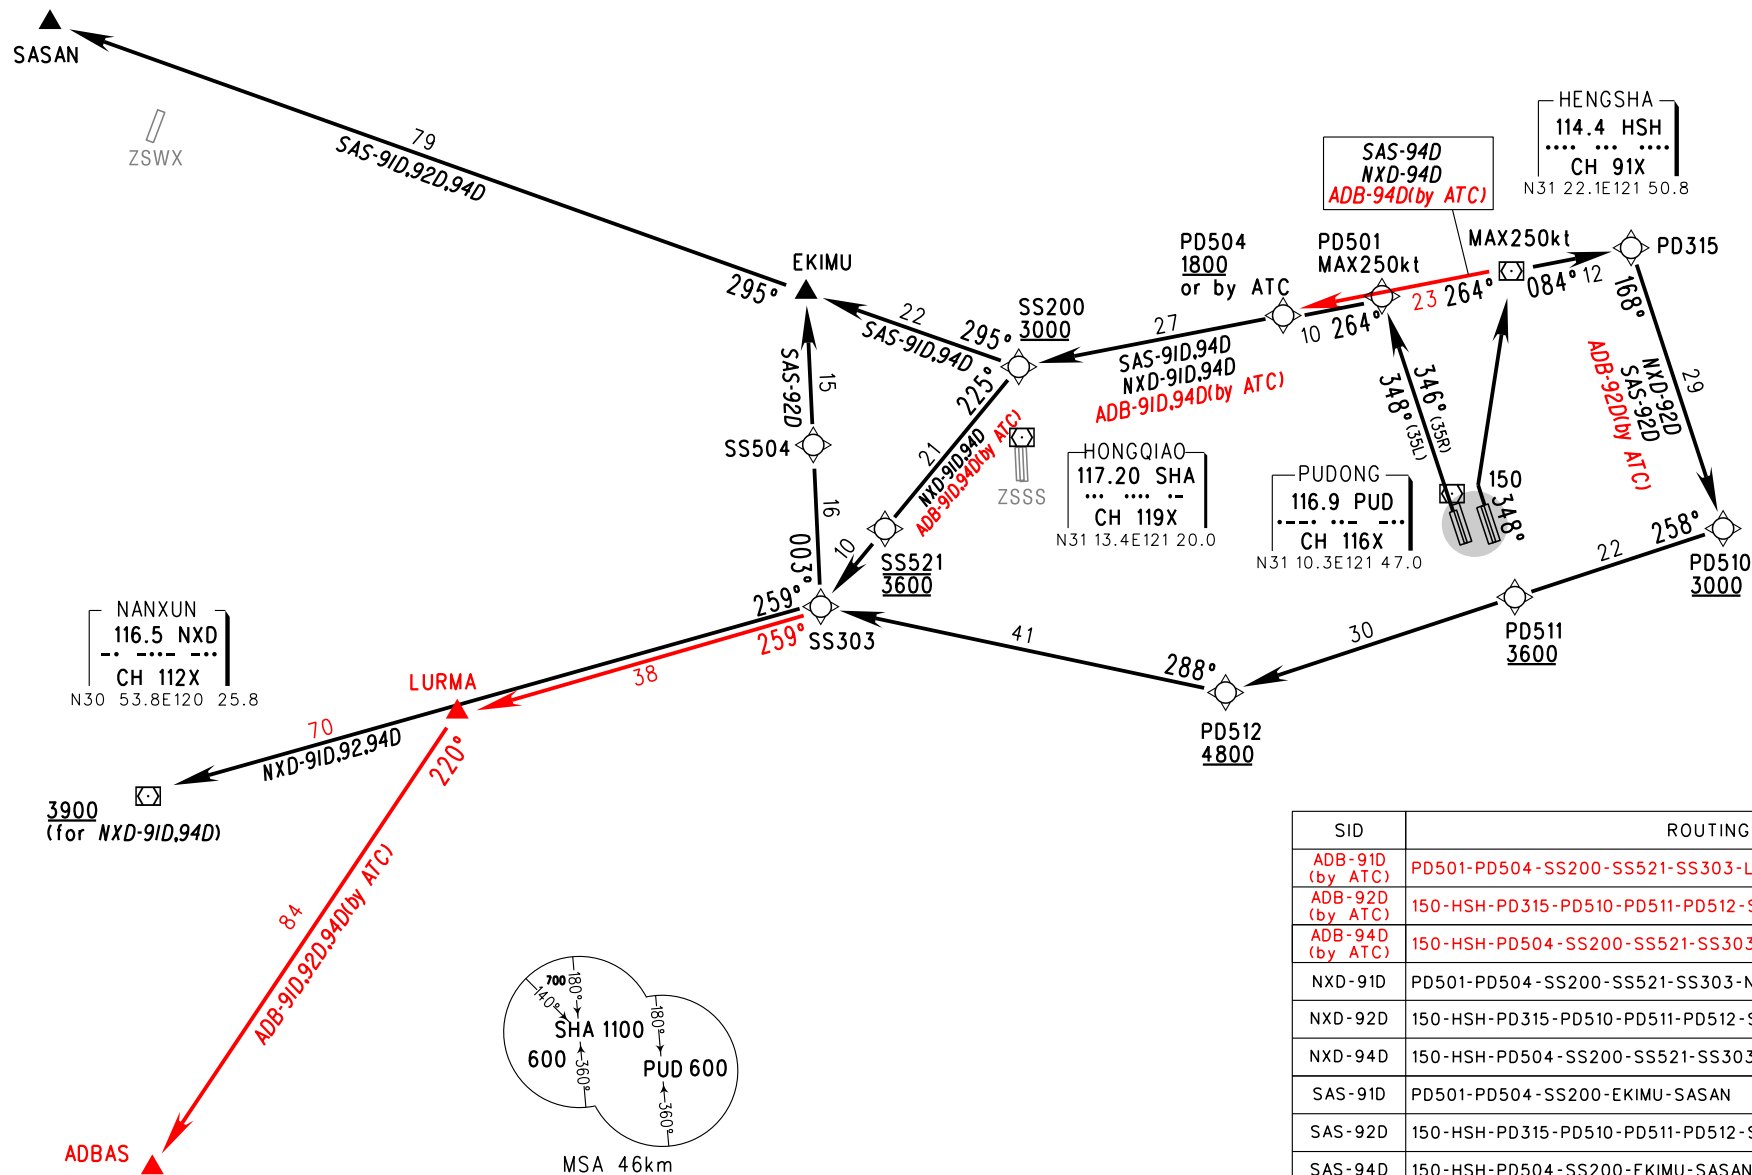 SASAN
ZSWX
79
SAS-91D,92D,94D
HENGSHA
114.4 HSH
CH 91X
N31 22.1E121 50.8
SAS-94D
NXD-94D
ADB-94D(by ATC)
PD504
1800
or by ATC
PD501
MAX250kt
MAX250kt
PD315
EKIMU
295°
22
SAS-91D,94D
295°
SS200
3000
27
SAS-91D,94D
NXD-91D,94D
ADB-91D,94D(by ATC)
10
264°
23
264°
084°
12
168°
29
NXD-92D
SAS-92D
ADB-92D(by ATC)
346°(35R)
348°(35L)
150
348°
SAS-92D
15
SS504
16
003°
225°
21
NXD-91D,94D
ADB-91D,94D(by ATC)
ZSSS
HONGQIAO
117.20 SHA
CH 119X
N31 13.4E121 20.0
PUDONG
116.9 PUD
CH 116X
N31 10.3E121 47.0
258°
22
PD510
3000
10
SS521
3600
259°
259°
SS303
41
288°
30
PD511
3600
PD512
4800
NANXUN
116.5 NXD
CH 112X
N30 53.8E120 25.8
LURMA
38
70
NXD-91D,92,94D
220°
3900
(for NXD-91D,94D)
84
ADB-91D,92D,94D(by ATC)
ADBAS
700
140°
180°
SHA 1100
600
360°
180°
PUD 600
360°
MSA 46km
SID ROUTING
ADB-91D
(by ATC)
PD501-PD504-SS200-SS521-SS303-L
ADB-92D
(by ATC)
150-HSH-PD315-PD510-PD511-PD512-S
ADB-94D
(by ATC)
150-HSH-PD504-SS200-SS521-SS303
NXD-91D PD501-PD504-SS200-SS521-SS303-N
NXD-92D 150-HSH-PD315-PD510-PD511-PD512-S
NXD-94D 150-HSH-PD504-SS200-SS521-SS303
SAS-91D PD501-PD504-SS200-EKIMU-SASAN
SAS-92D 150-HSH-PD315-PD510-PD511-PD512-S
SAS-94D 150-HSH-PD504-SS200-EKIMU-SASAN